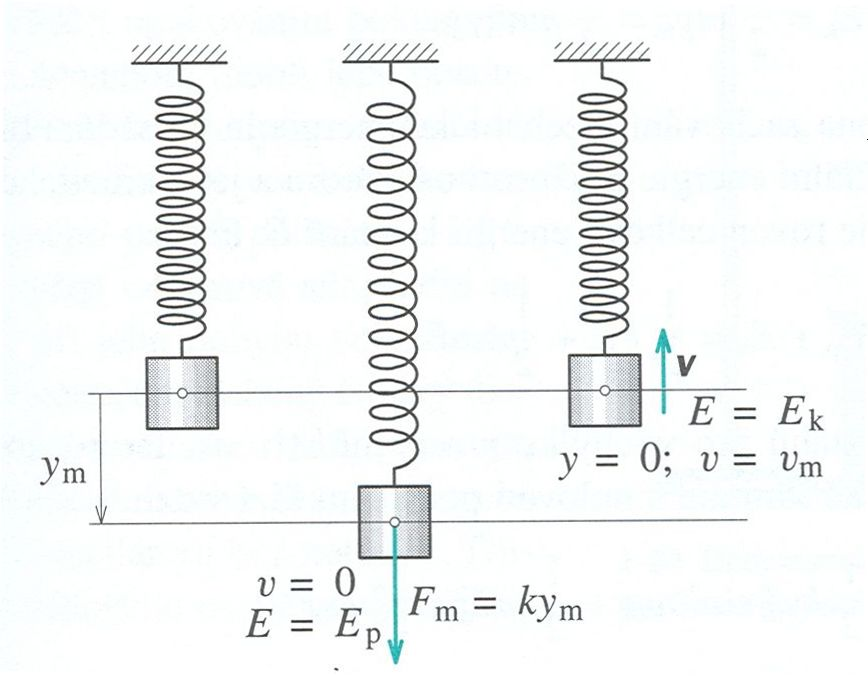 v
E = Eₖ
yₘ
y = 0; v = vₘ
v = 0
Fₘ = kyₘ
E = Eₚ